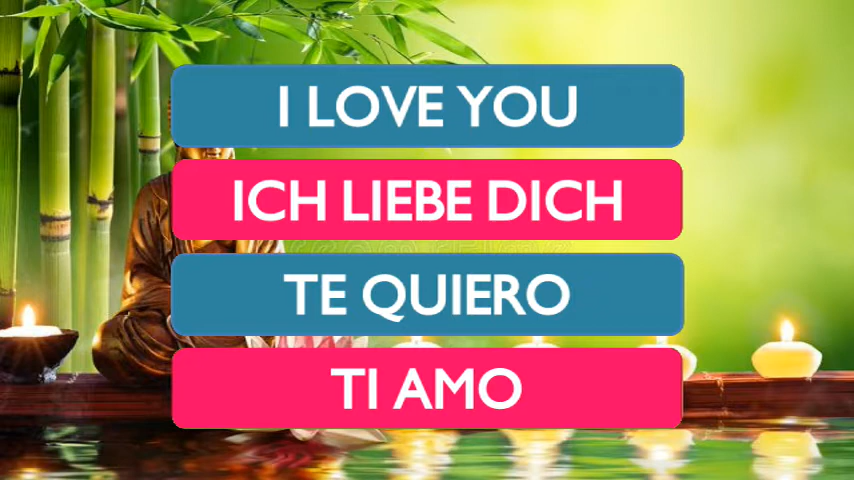 I LOVE YOU
ICH LIEBE DICH
TE QUIERO
TI AMO